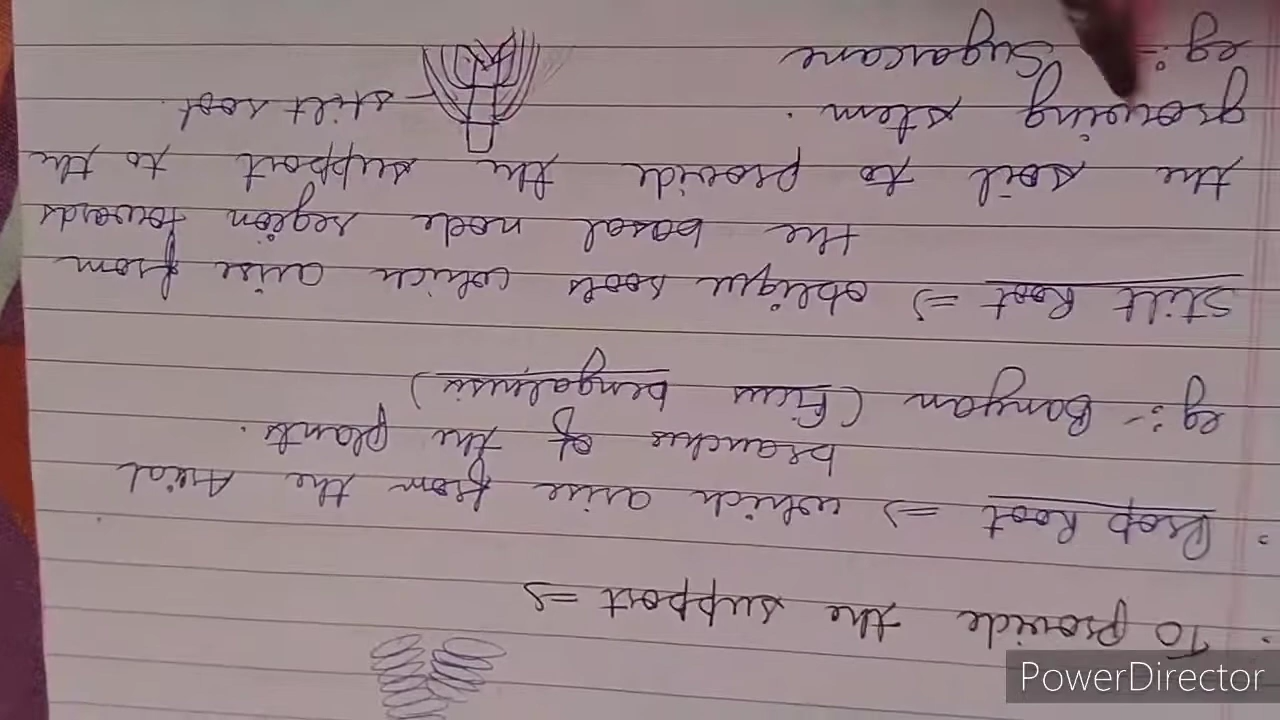 To provide the support =>
Prop Root => which arise from the Areal
branches of the plants.
eg:- Banyan (Ficus bengalensis)
Stilt Root => oblique roots which arise from
the basal node region towards
the soil to provide the support to the
growing stem.
stilt root
eg:- Sugarcane
PowerDirector